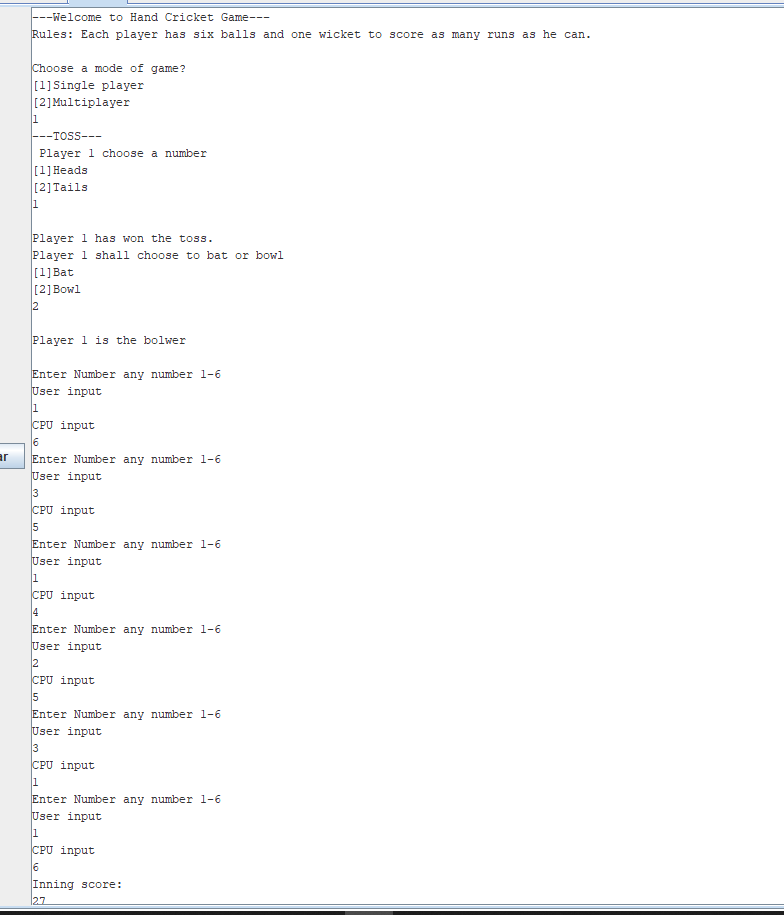 ---Welcome to Hand Cricket Game---
Rules: Each player has six balls and one wicket to score as many runs as he can.
Choose a mode of game?
[1]Single player
[2]Multiplayer
1
---TOSS---
Player 1 choose a number
[1]Heads
[2]Tails
1
Player 1 has won the toss.
Player 1 shall choose to bat or bowl
[1]Bat
[2]Bowl
2
Player 1 is the bolwer
Enter Number any number 1-6
User input
1
CPU input
6
Enter Number any number 1-6
User input
3
CPU input
5
Enter Number any number 1-6
User input
1
CPU input
4
Enter Number any number 1-6
User input
2
CPU input
5
Enter Number any number 1-6
User input
3
CPU input
1
Enter Number any number 1-6
User input
1
CPU input
6
Inning score:
27
ar